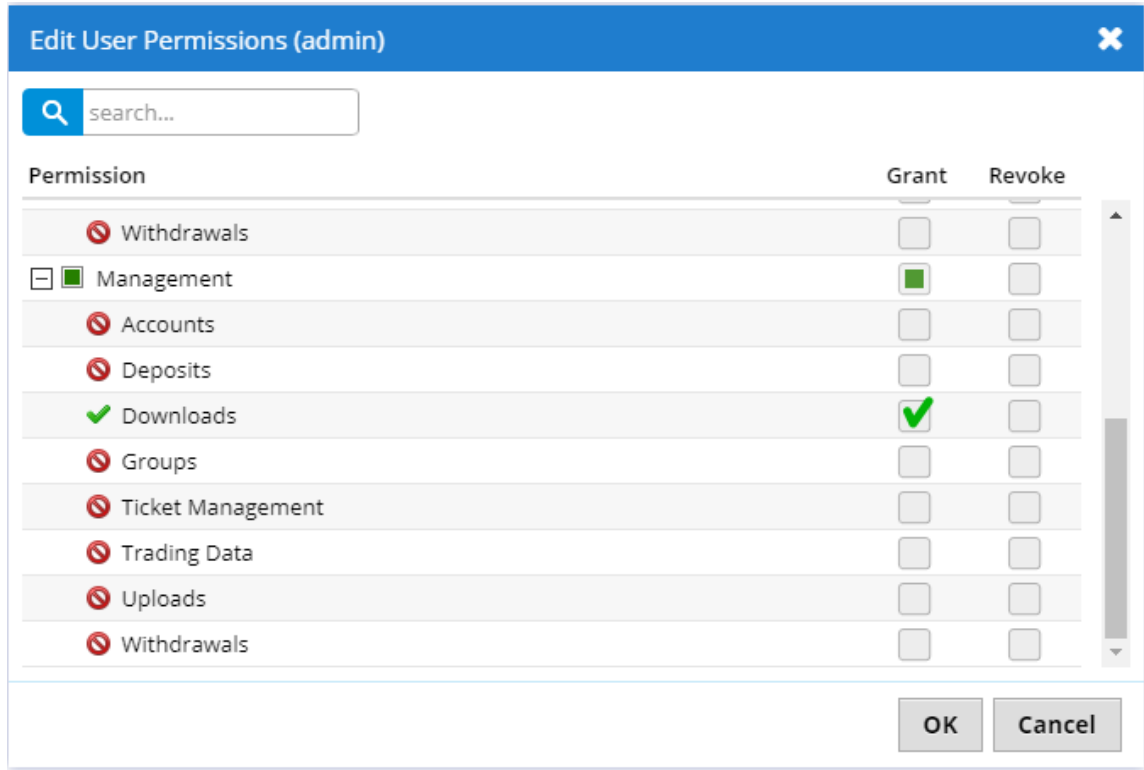 Edit User Permissions (admin)
search...
Permission Grant Revoke
Withdrawals
Management
Accounts
Deposits
Downloads
Groups
Ticket Management
Trading Data
Uploads
Withdrawals
OK Cancel